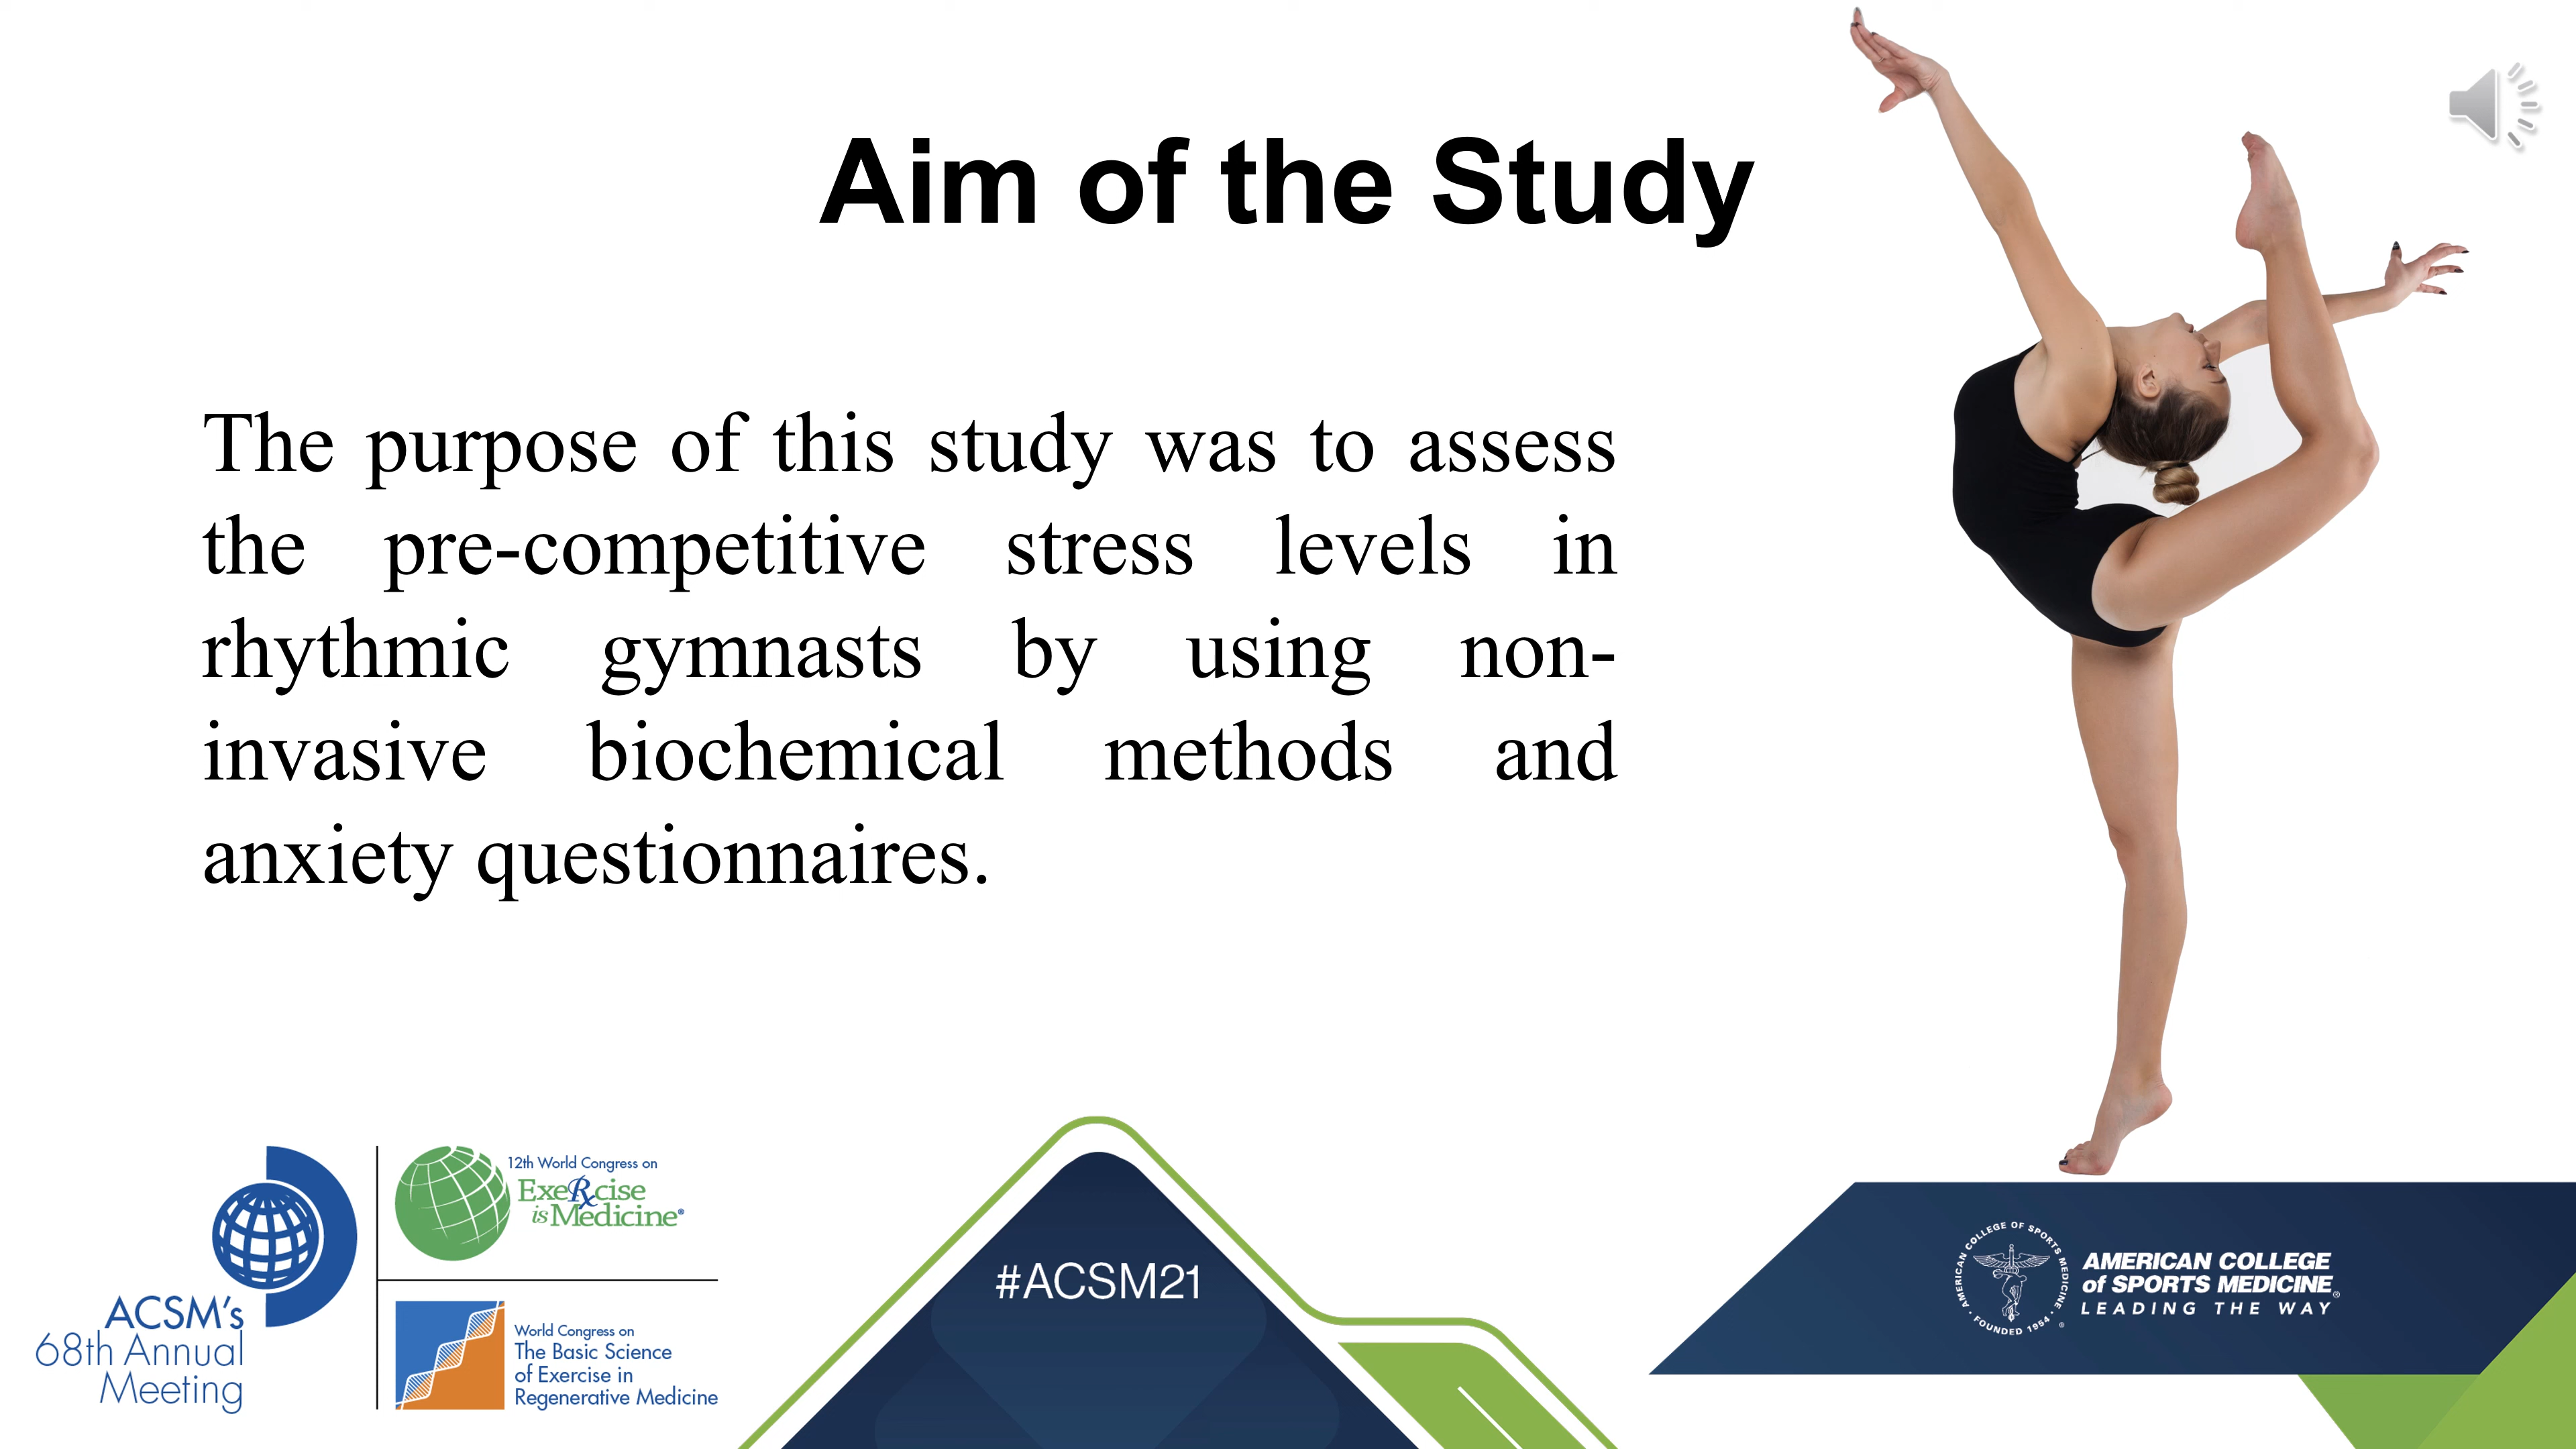 Aim of the Study
The purpose of this study was to assess
the pre-competitive stress levels in
rhythmic gymnasts by using non-
invasive biochemical methods and
anxiety questionnaires.
ACSM's
68th Annual
Meeting
12th World Congress on
ExeRxcise
is Medicine®
World Congress on
The Basic Science
of Exercise in
Regenerative Medicine
#ACSM21
AMERICAN COLLEGE OF SPORTS MEDICINE
• FOUNDED 1954 • ®
AMERICAN COLLEGE
of SPORTS MEDICINE®
LEADING THE WAY